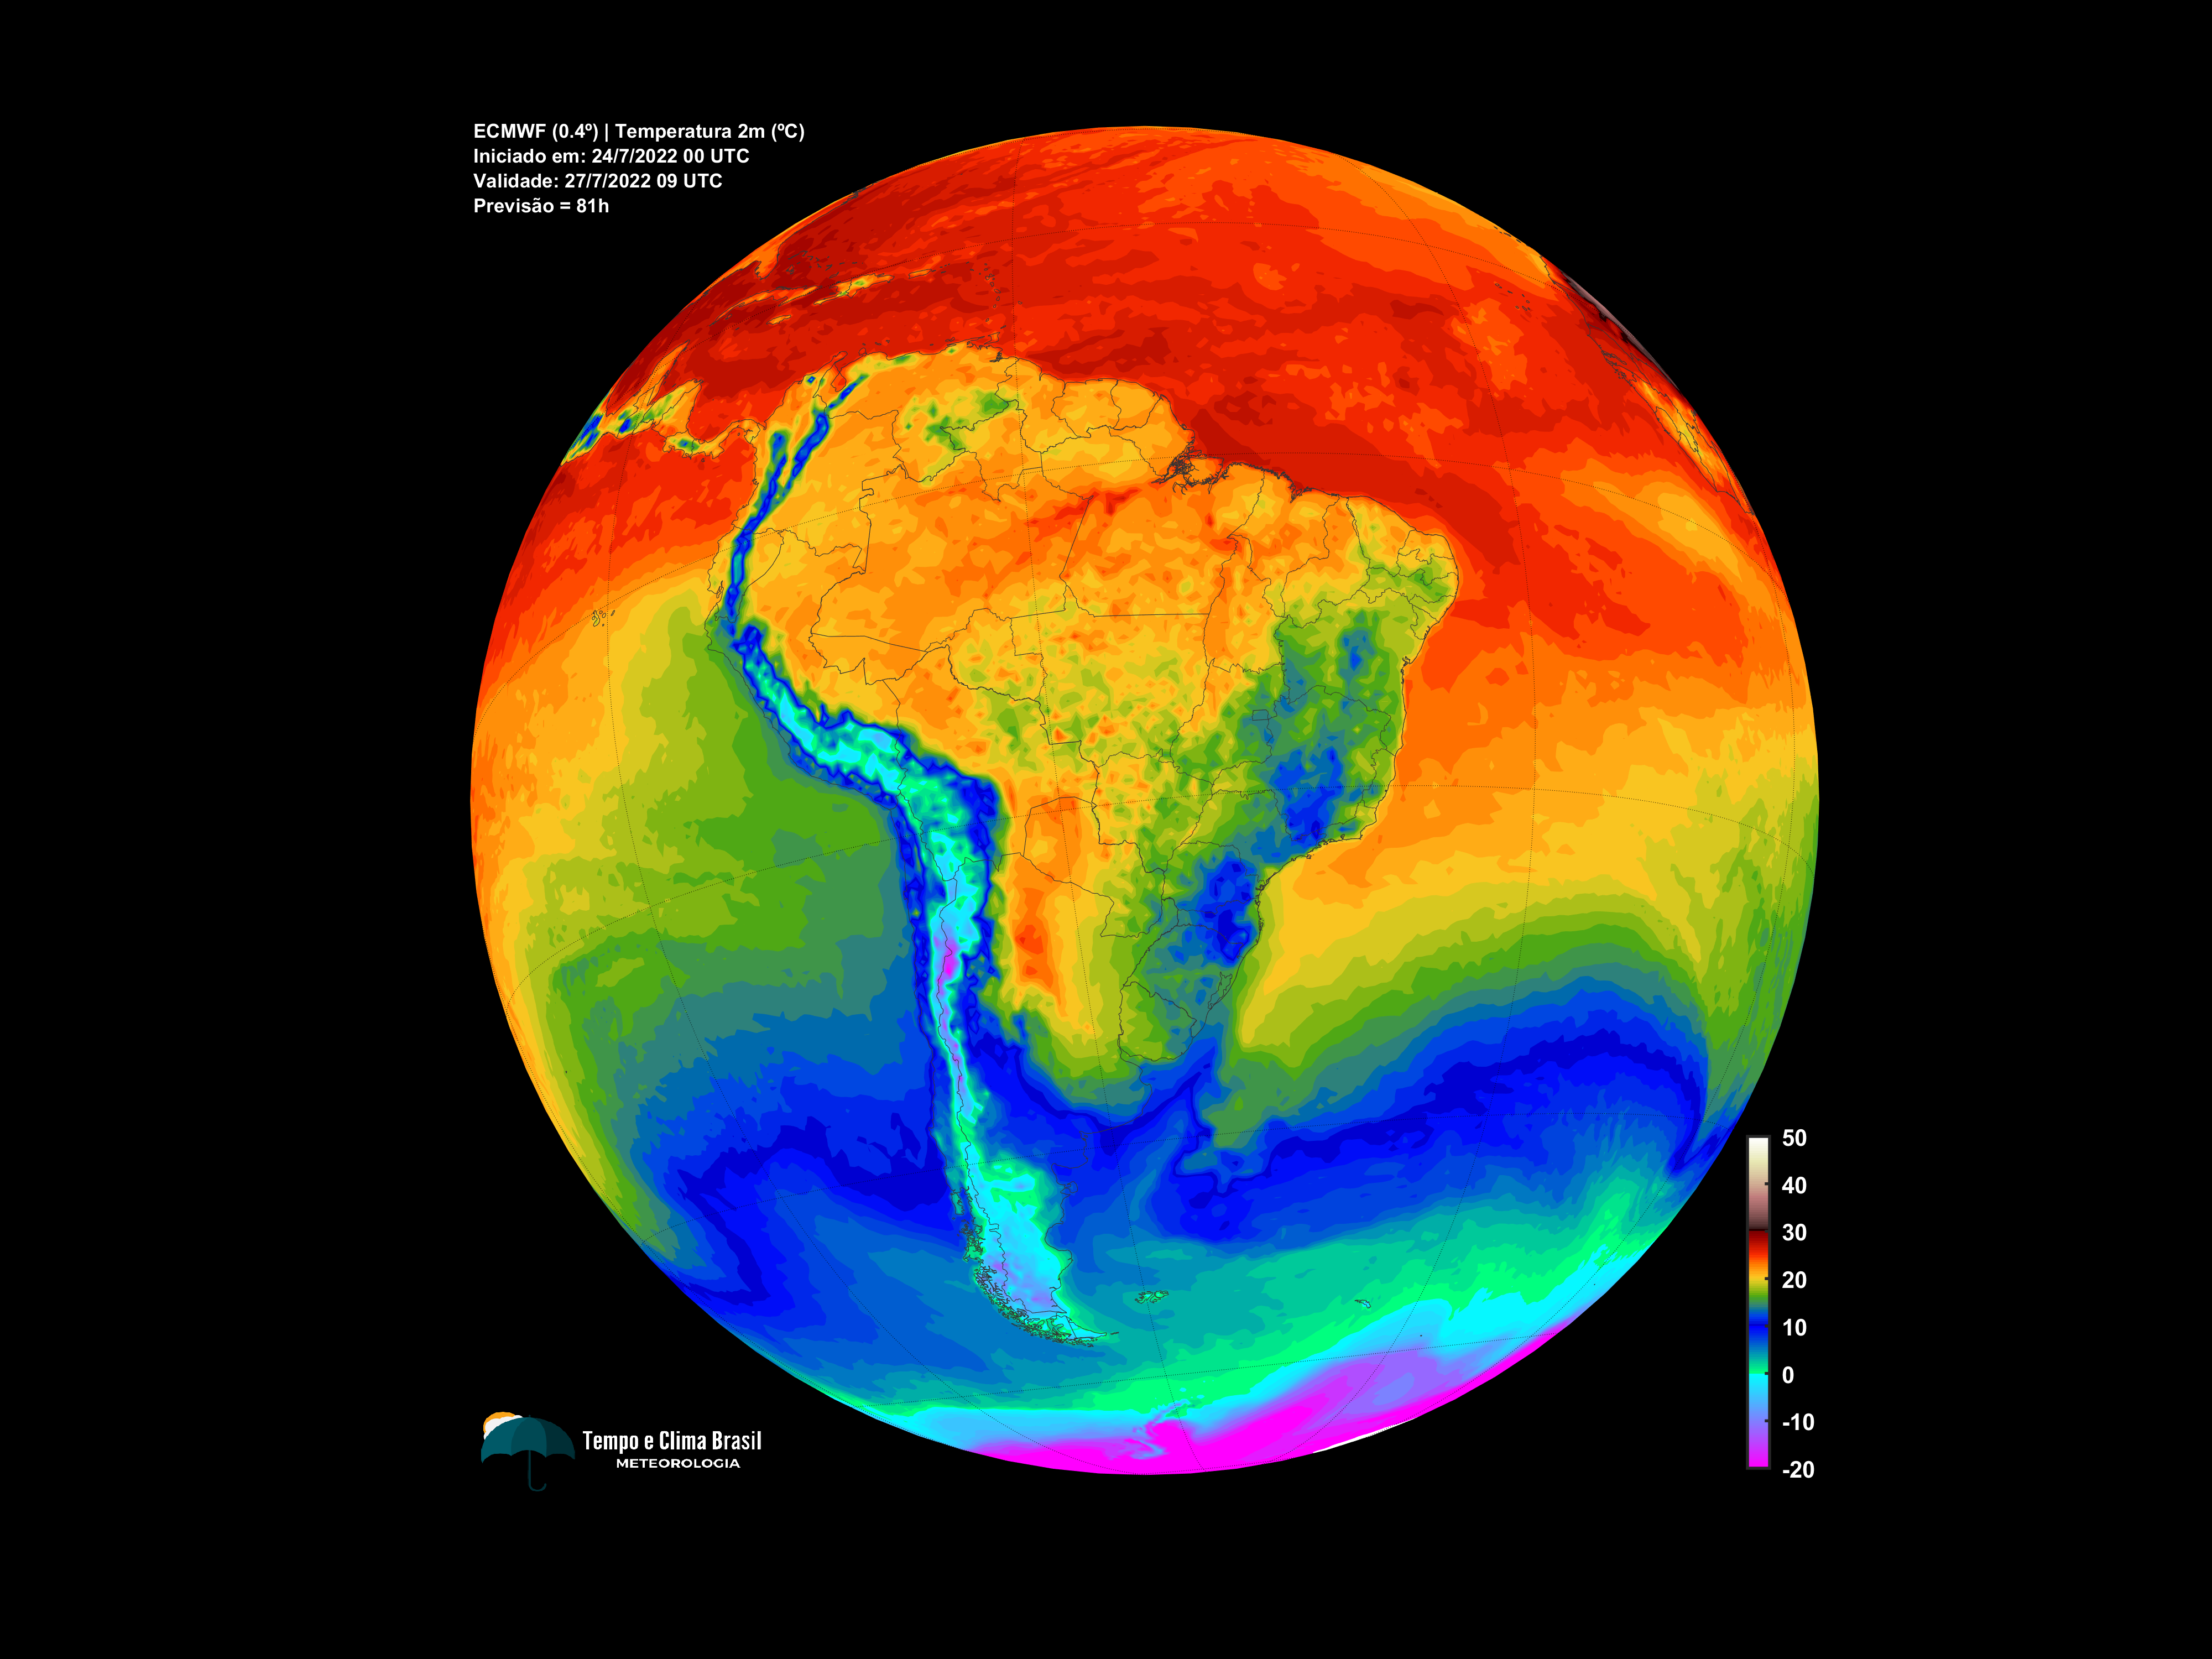 ECMWF (0.4º) | Temperatura 2m (ºC)
Iniciado em: 24/7/2022 00 UTC
Validade: 27/7/2022 09 UTC
Previsão = 81h
50
40
30
20
10
0
-10
-20
Tempo e Clima Brasil
METEOROLOGIA